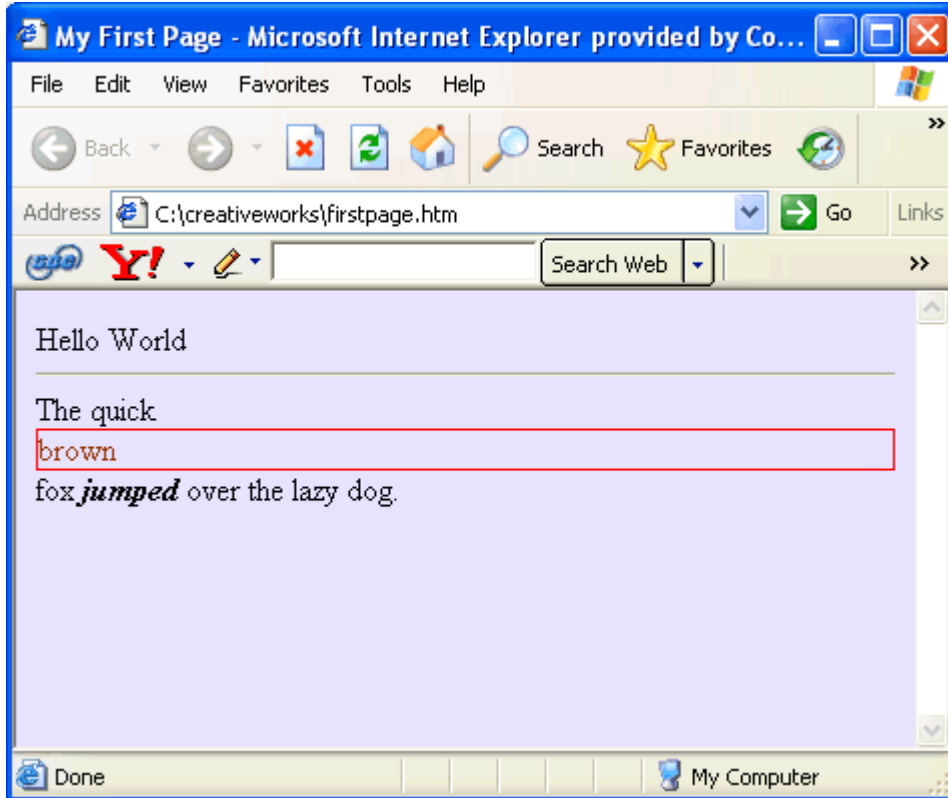 My First Page - Microsoft Internet Explorer provided by Co...
File Edit View Favorites Tools Help
Back Search Favorites »
Address C:\creativeworks\firstpage.htm Go Links
Y! Search Web »
Hello World
The quick
brown
fox jumped over the lazy dog.
Done My Computer